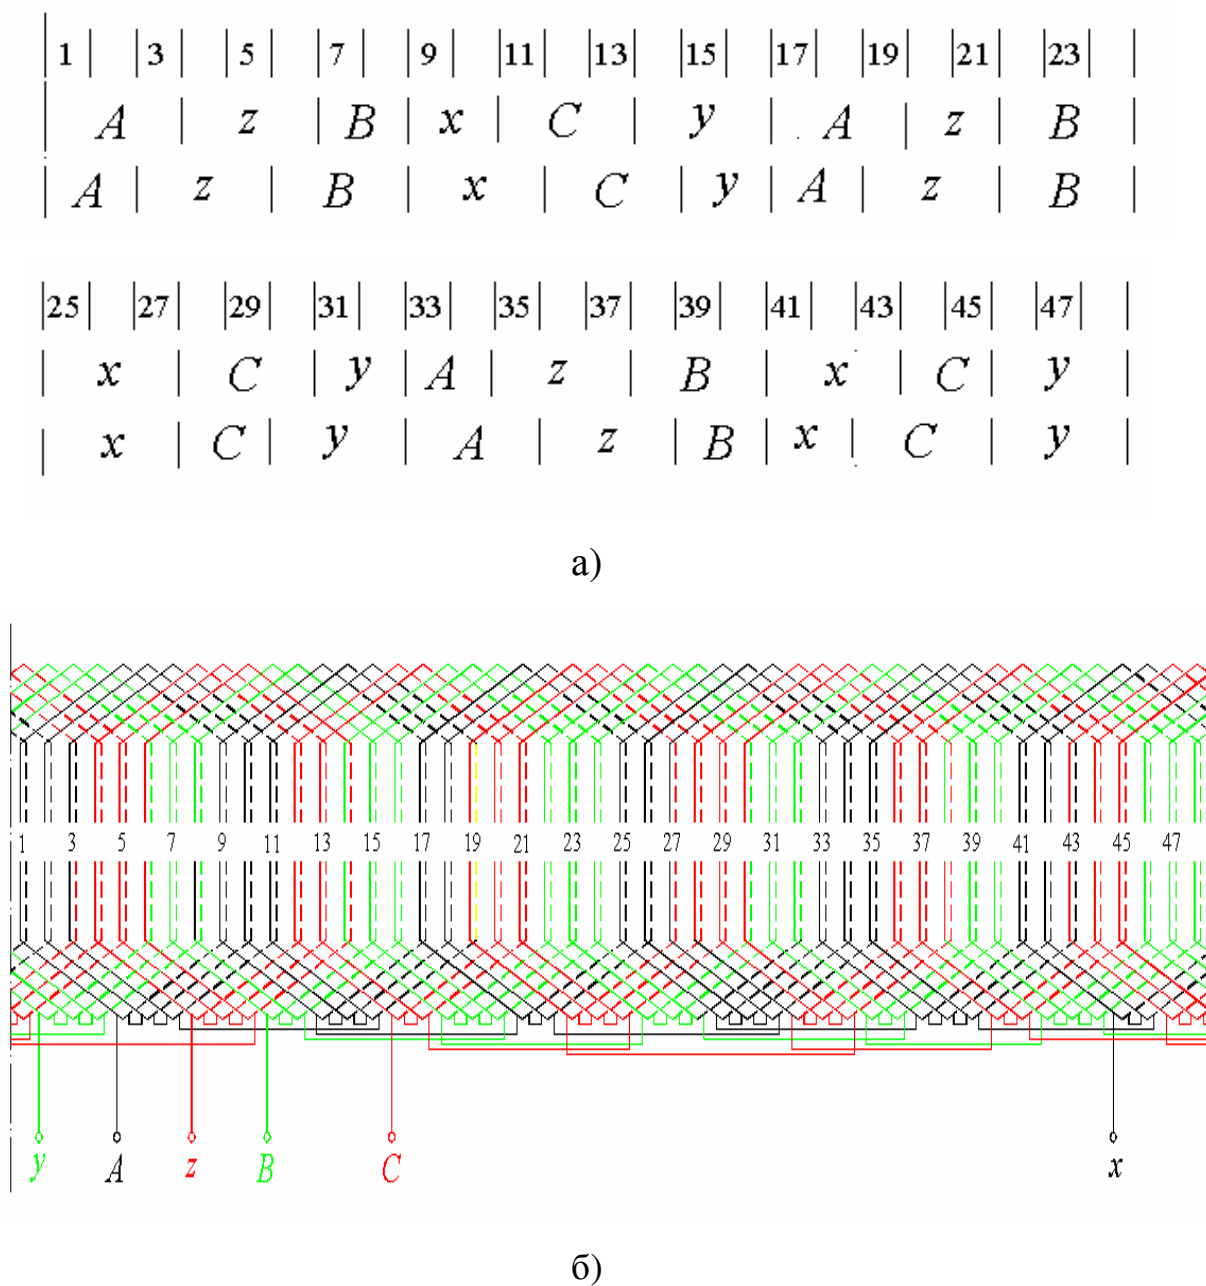 1 3 5 7 9 11 13 15 17 19 21 23
A z B x C y A z B
A z B x C y A z B
25 27 29 31 33 35 37 39 41 43 45 47
x C y A z B x C y
x C y A z B x C y
а)
1 3 5 7 9 11 13 15 17 19 21 23 25 27 29 31 33 35 37 39 41 43 45 47
y A z B C x
б)